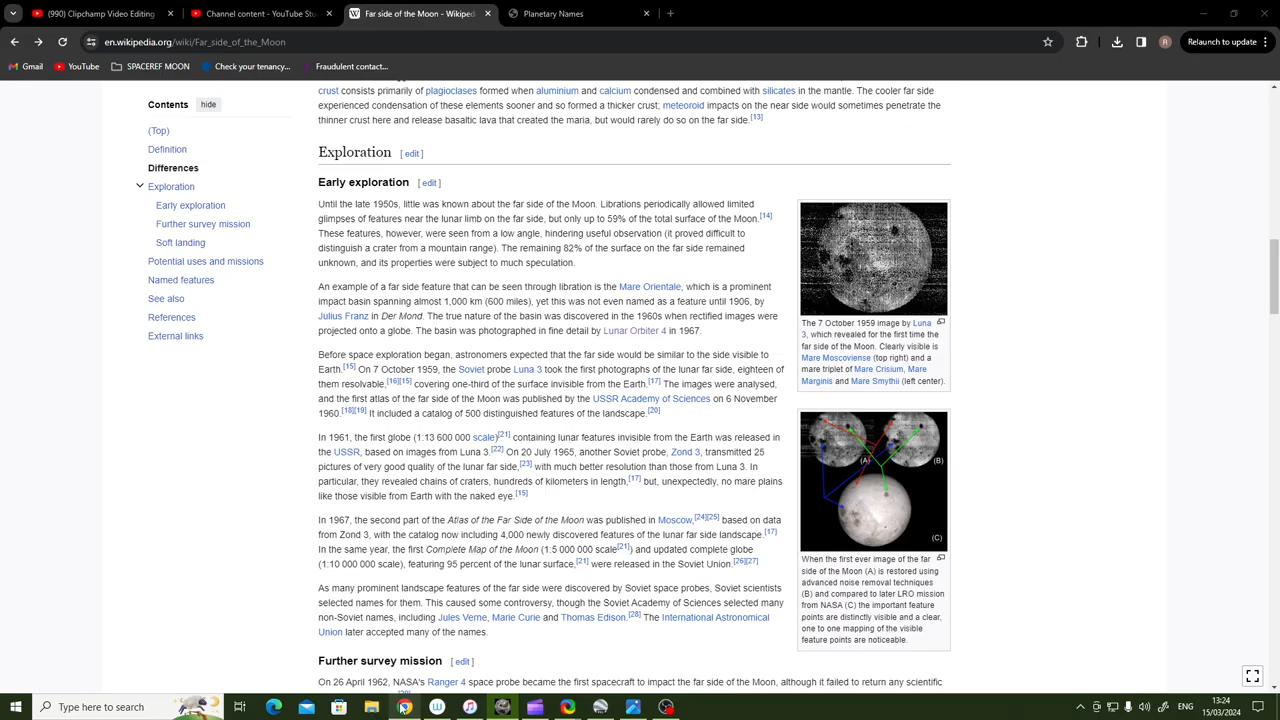 (990) Clipchamp Video Editing
Channel content - YouTube Stu
Far side of the Moon - Wikiped
Planetary Names
en.wikipedia.org/wiki/Far_side_of_the_Moon
R
Relaunch to update
Gmail
YouTube
SPACEREF MOON
Check your tenancy...
Fraudulent contact...
Contents
hide
(Top)
Definition
Differences
Exploration
Early exploration
Further survey mission
Soft landing
Potential uses and missions
Named features
See also
References
External links
crust consists primarily of plagioclases formed when aluminium and calcium condensed and combined with silicates in the mantle. The cooler far side
experienced condensation of these elements sooner and so formed a thicker crust; meteoroid impacts on the near side would sometimes penetrate the
thinner crust here and release basaltic lava that created the maria, but would rarely do so on the far side.[13]
Exploration [ edit ]
Early exploration [ edit ]
Until the late 1950s, little was known about the far side of the Moon. Librations periodically allowed limited
glimpses of features near the lunar limb on the far side, but only up to 59% of the total surface of the Moon.[14]
These features, however, were seen from a low angle, hindering useful observation (it proved difficult to
distinguish a crater from a mountain range). The remaining 82% of the surface on the far side remained
unknown, and its properties were subject to much speculation.
An example of a far side feature that can be seen through libration is the Mare Orientale, which is a prominent
impact basin spanning almost 1,000 km (600 miles), yet this was not even named as a feature until 1906, by
Julius Franz in Der Mond. The true nature of the basin was discovered in the 1960s when rectified images were
projected onto a globe. The basin was photographed in fine detail by Lunar Orbiter 4 in 1967.
Before space exploration began, astronomers expected that the far side would be similar to the side visible to
Earth.[15] On 7 October 1959, the Soviet probe Luna 3 took the first photographs of the lunar far side, eighteen of
them resolvable,[16][15] covering one-third of the surface invisible from the Earth.[17] The images were analysed,
and the first atlas of the far side of the Moon was published by the USSR Academy of Sciences on 6 November
1960.[18][19] It included a catalog of 500 distinguished features of the landscape.[20]
In 1961, the first globe (1:13 600 000 scale)[21] containing lunar features invisible from the Earth was released in
the USSR, based on images from Luna 3.[22] On 20 July 1965, another Soviet probe, Zond 3, transmitted 25
pictures of very good quality of the lunar far side,[23] with much better resolution than those from Luna 3. In
particular, they revealed chains of craters, hundreds of kilometers in length,[17] but, unexpectedly, no mare plains
like those visible from Earth with the naked eye.[15]
In 1967, the second part of the Atlas of the Far Side of the Moon was published in Moscow,[24][25] based on data
from Zond 3, with the catalog now including 4,000 newly discovered features of the lunar far side landscape.[17]
In the same year, the first Complete Map of the Moon (1:5 000 000 scale[21]) and updated complete globe
(1:10 000 000 scale), featuring 95 percent of the lunar surface,[21] were released in the Soviet Union.[26][27]
As many prominent landscape features of the far side were discovered by Soviet space probes, Soviet scientists
selected names for them. This caused some controversy, though the Soviet Academy of Sciences selected many
non-Soviet names, including Jules Verne, Marie Curie and Thomas Edison.[28] The International Astronomical
Union later accepted many of the names.
Further survey mission [ edit ]
On 26 April 1962, NASA's Ranger 4 space probe became the first spacecraft to impact the far side of the Moon, although it failed to return any scientific
The 7 October 1959 image by Luna
3, which revealed for the first time the
far side of the Moon. Clearly visible is
Mare Moscoviense (top right) and a
mare triplet of Mare Crisium, Mare
Marginis and Mare Smythii (left center).
(A)
(B)
(C)
When the first ever image of the far
side of the Moon (A) is restored using
advanced noise removal techniques
(B) and compared to later LRO mission
from NASA (C) the important feature
points are distinctly visible and a clear,
one to one mapping of the visible
feature points are noticeable.
Type here to search
ENG
13:24
15/03/2024